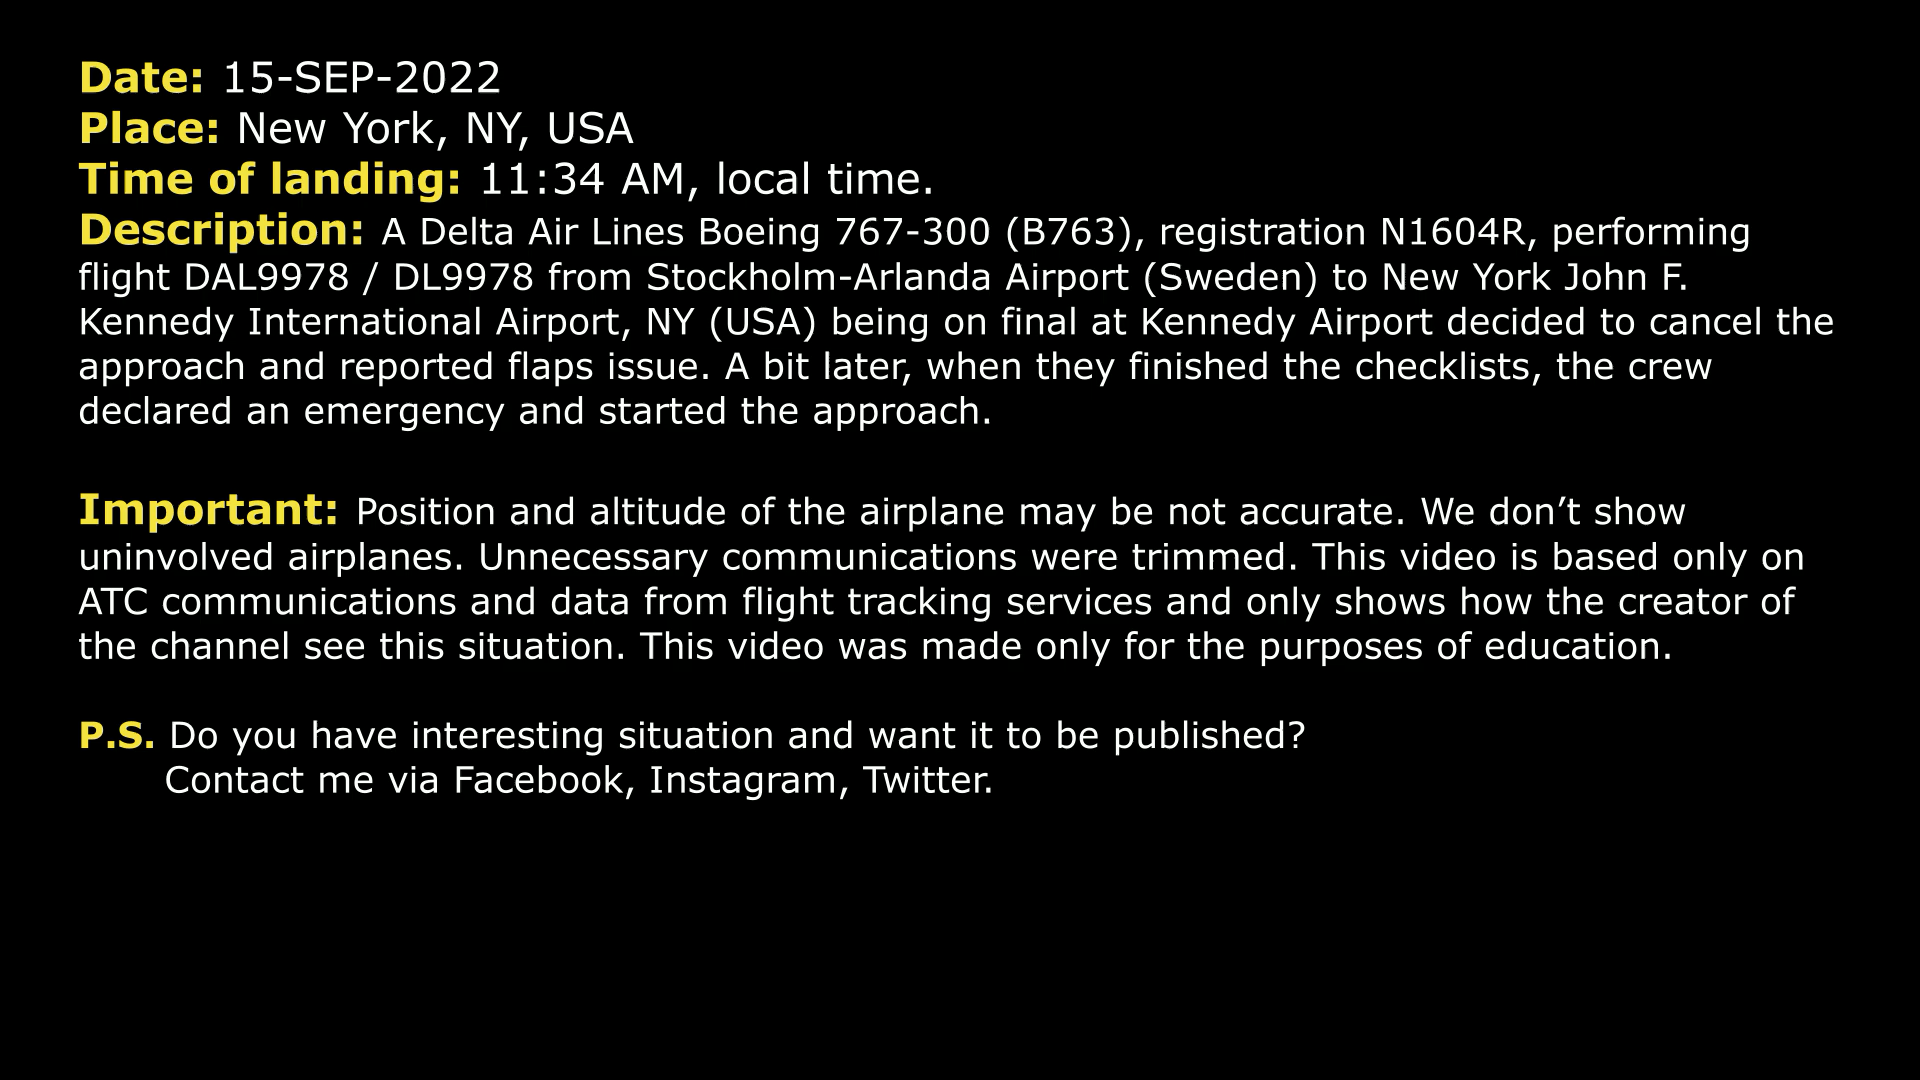 Date: 15-SEP-2022
Place: New York, NY, USA
Time of landing: 11:34 AM, local time.
Description: A Delta Air Lines Boeing 767-300 (B763), registration N1604R, performing
flight DAL9978 / DL9978 from Stockholm-Arlanda Airport (Sweden) to New York John F.
Kennedy International Airport, NY (USA) being on final at Kennedy Airport decided to cancel the
approach and reported flaps issue. A bit later, when they finished the checklists, the crew
declared an emergency and started the approach.
Important: Position and altitude of the airplane may be not accurate. We don’t show
uninvolved airplanes. Unnecessary communications were trimmed. This video is based only on
ATC communications and data from flight tracking services and only shows how the creator of
the channel see this situation. This video was made only for the purposes of education.
P.S. Do you have interesting situation and want it to be published?
Contact me via Facebook, Instagram, Twitter.